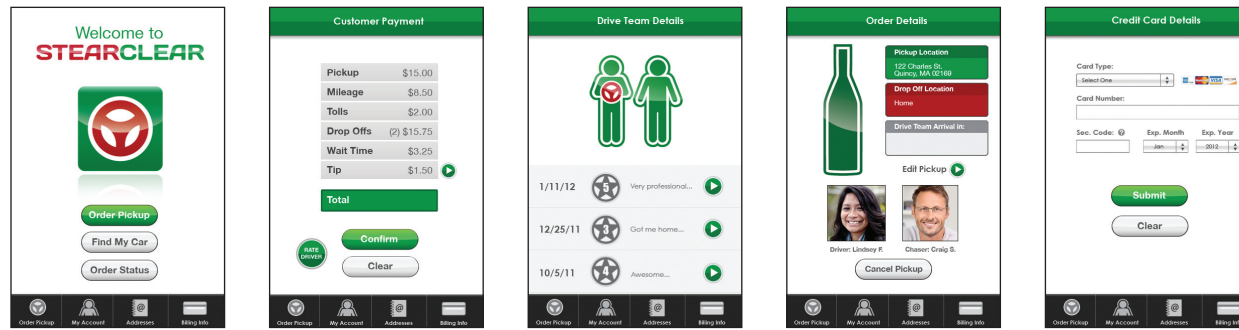 Welcome to
STEARCLEAR
Order Pickup
Find My Car
Order Status
Order Pickup My Account Addresses Billing Info
Customer Payment
Pickup $15.00
Mileage $8.50
Tolls $2.00
Drop Offs (2) $15.75
Wait Time $3.25
Tip $1.50
Total
RATE
DRIVER
Confirm
Clear
Order Pickup My Account Addresses Billing Info
Drive Team Details
1/11/12 5 Very professional...
12/25/11 3 Got me home...
10/5/11 4 Awesome...
Order Pickup My Account Addresses Billing Info
Order Details
Pickup Location
122 Charles St.
Quincy, MA 02169
Drop Off Location
Home
Drive Team Arrival in:
Edit Pickup
Driver: Lindsey F. Chaser: Craig S.
Cancel Pickup
Order Pickup My Account Addresses Billing Info
Credit Card Details
Card Type:
Select One VISA
Card Number:
Sec. Code: Exp. Month Exp. Year
Jan 2012
Submit
Clear
Order Pickup My Account Addresses Billing